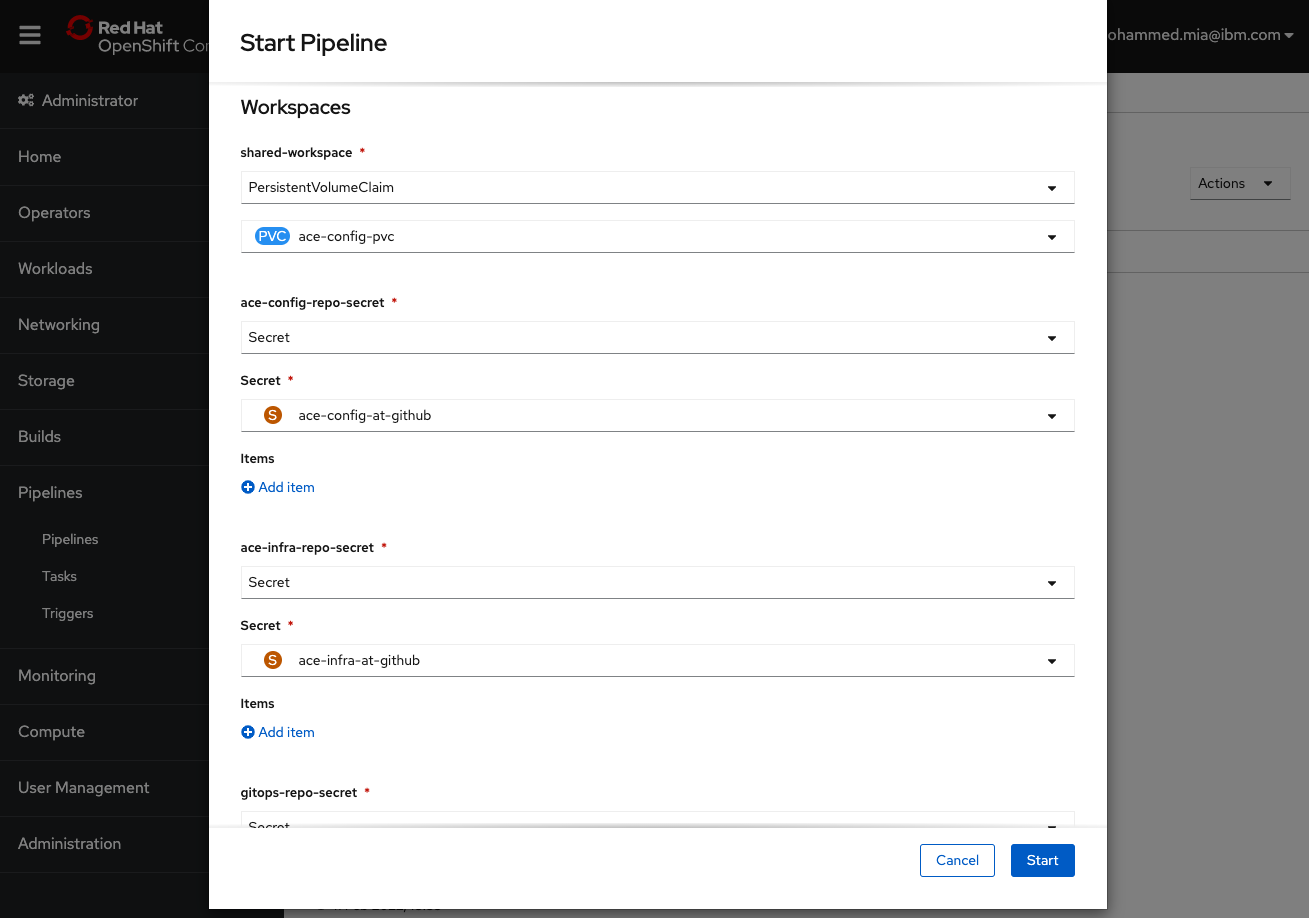 Red Hat
OpenShift Con
ohammed.mia@ibm.com
Start Pipeline
Administrator
Home
Operators
Workloads
Networking
Storage
Builds
Pipelines
Pipelines
Tasks
Triggers
Monitoring
Compute
User Management
Administration
Actions
Workspaces
shared-workspace *
PersistentVolumeClaim
PVC ace-config-pvc
ace-config-repo-secret *
Secret
Secret *
S ace-config-at-github
Items
Add item
ace-infra-repo-secret *
Secret
Secret *
S ace-infra-at-github
Items
Add item
gitops-repo-secret *
Secret
Cancel
Start